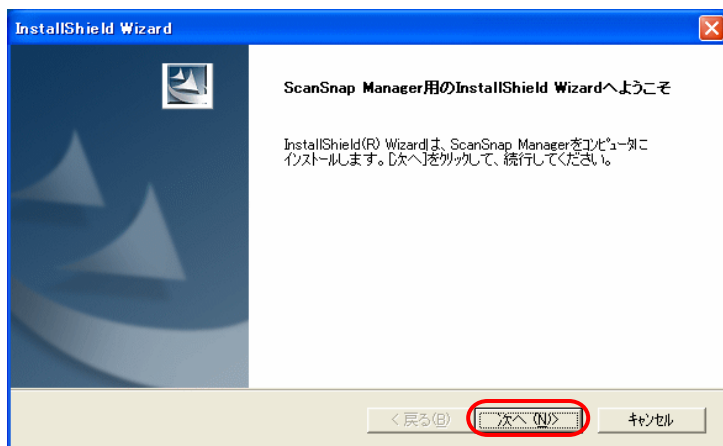 InstallShield Wizard
ScanSnap Manager用のInstallShield Wizardへようこそ
InstallShield(R) Wizardは、ScanSnap Managerをコンピュータに
インストールします。[次へ]をクリックして、続行してください。
< 戻る(B)
次へ (N)>
キャンセル